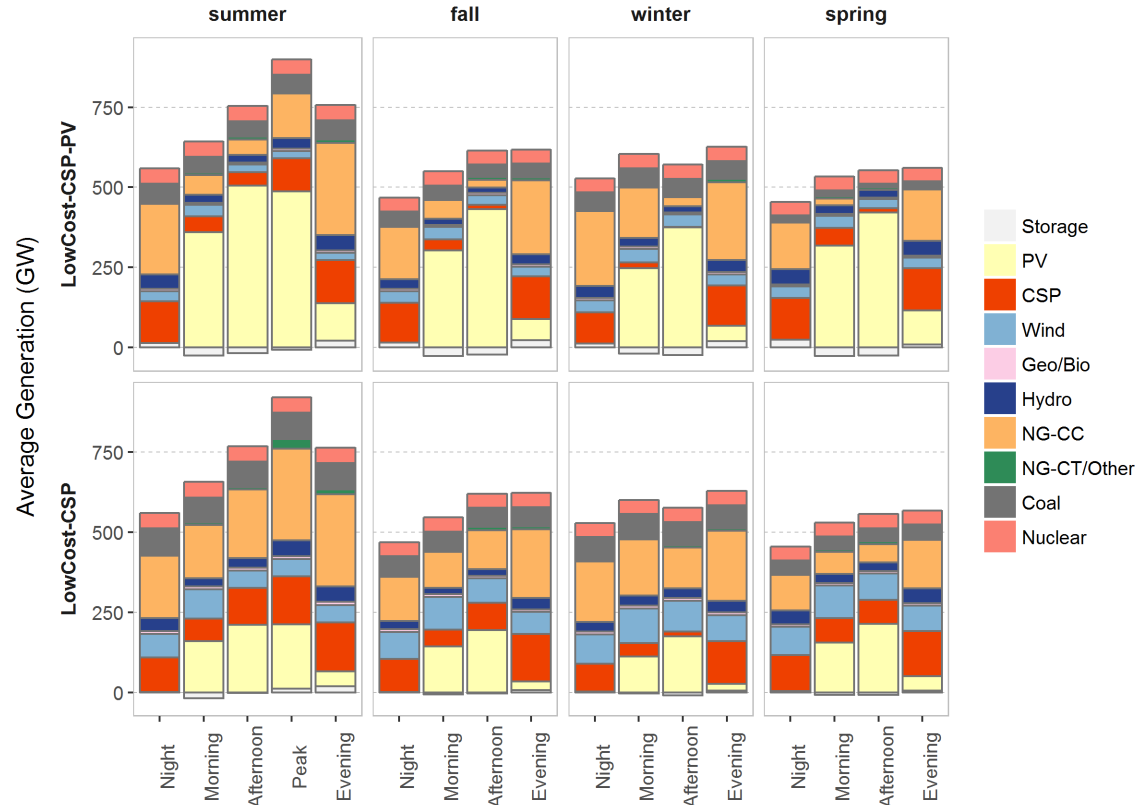 summer fall winter spring
Average Generation (GW)
LowCost-CSP-PV
750
500
250
0
LowCost-CSP
750
500
250
0
Night Morning Afternoon Peak Evening Night Morning Afternoon Evening Night Morning Afternoon Evening Night Morning Afternoon Evening
Storage
PV
CSP
Wind
Geo/Bio
Hydro
NG-CC
NG-CT/Other
Coal
Nuclear